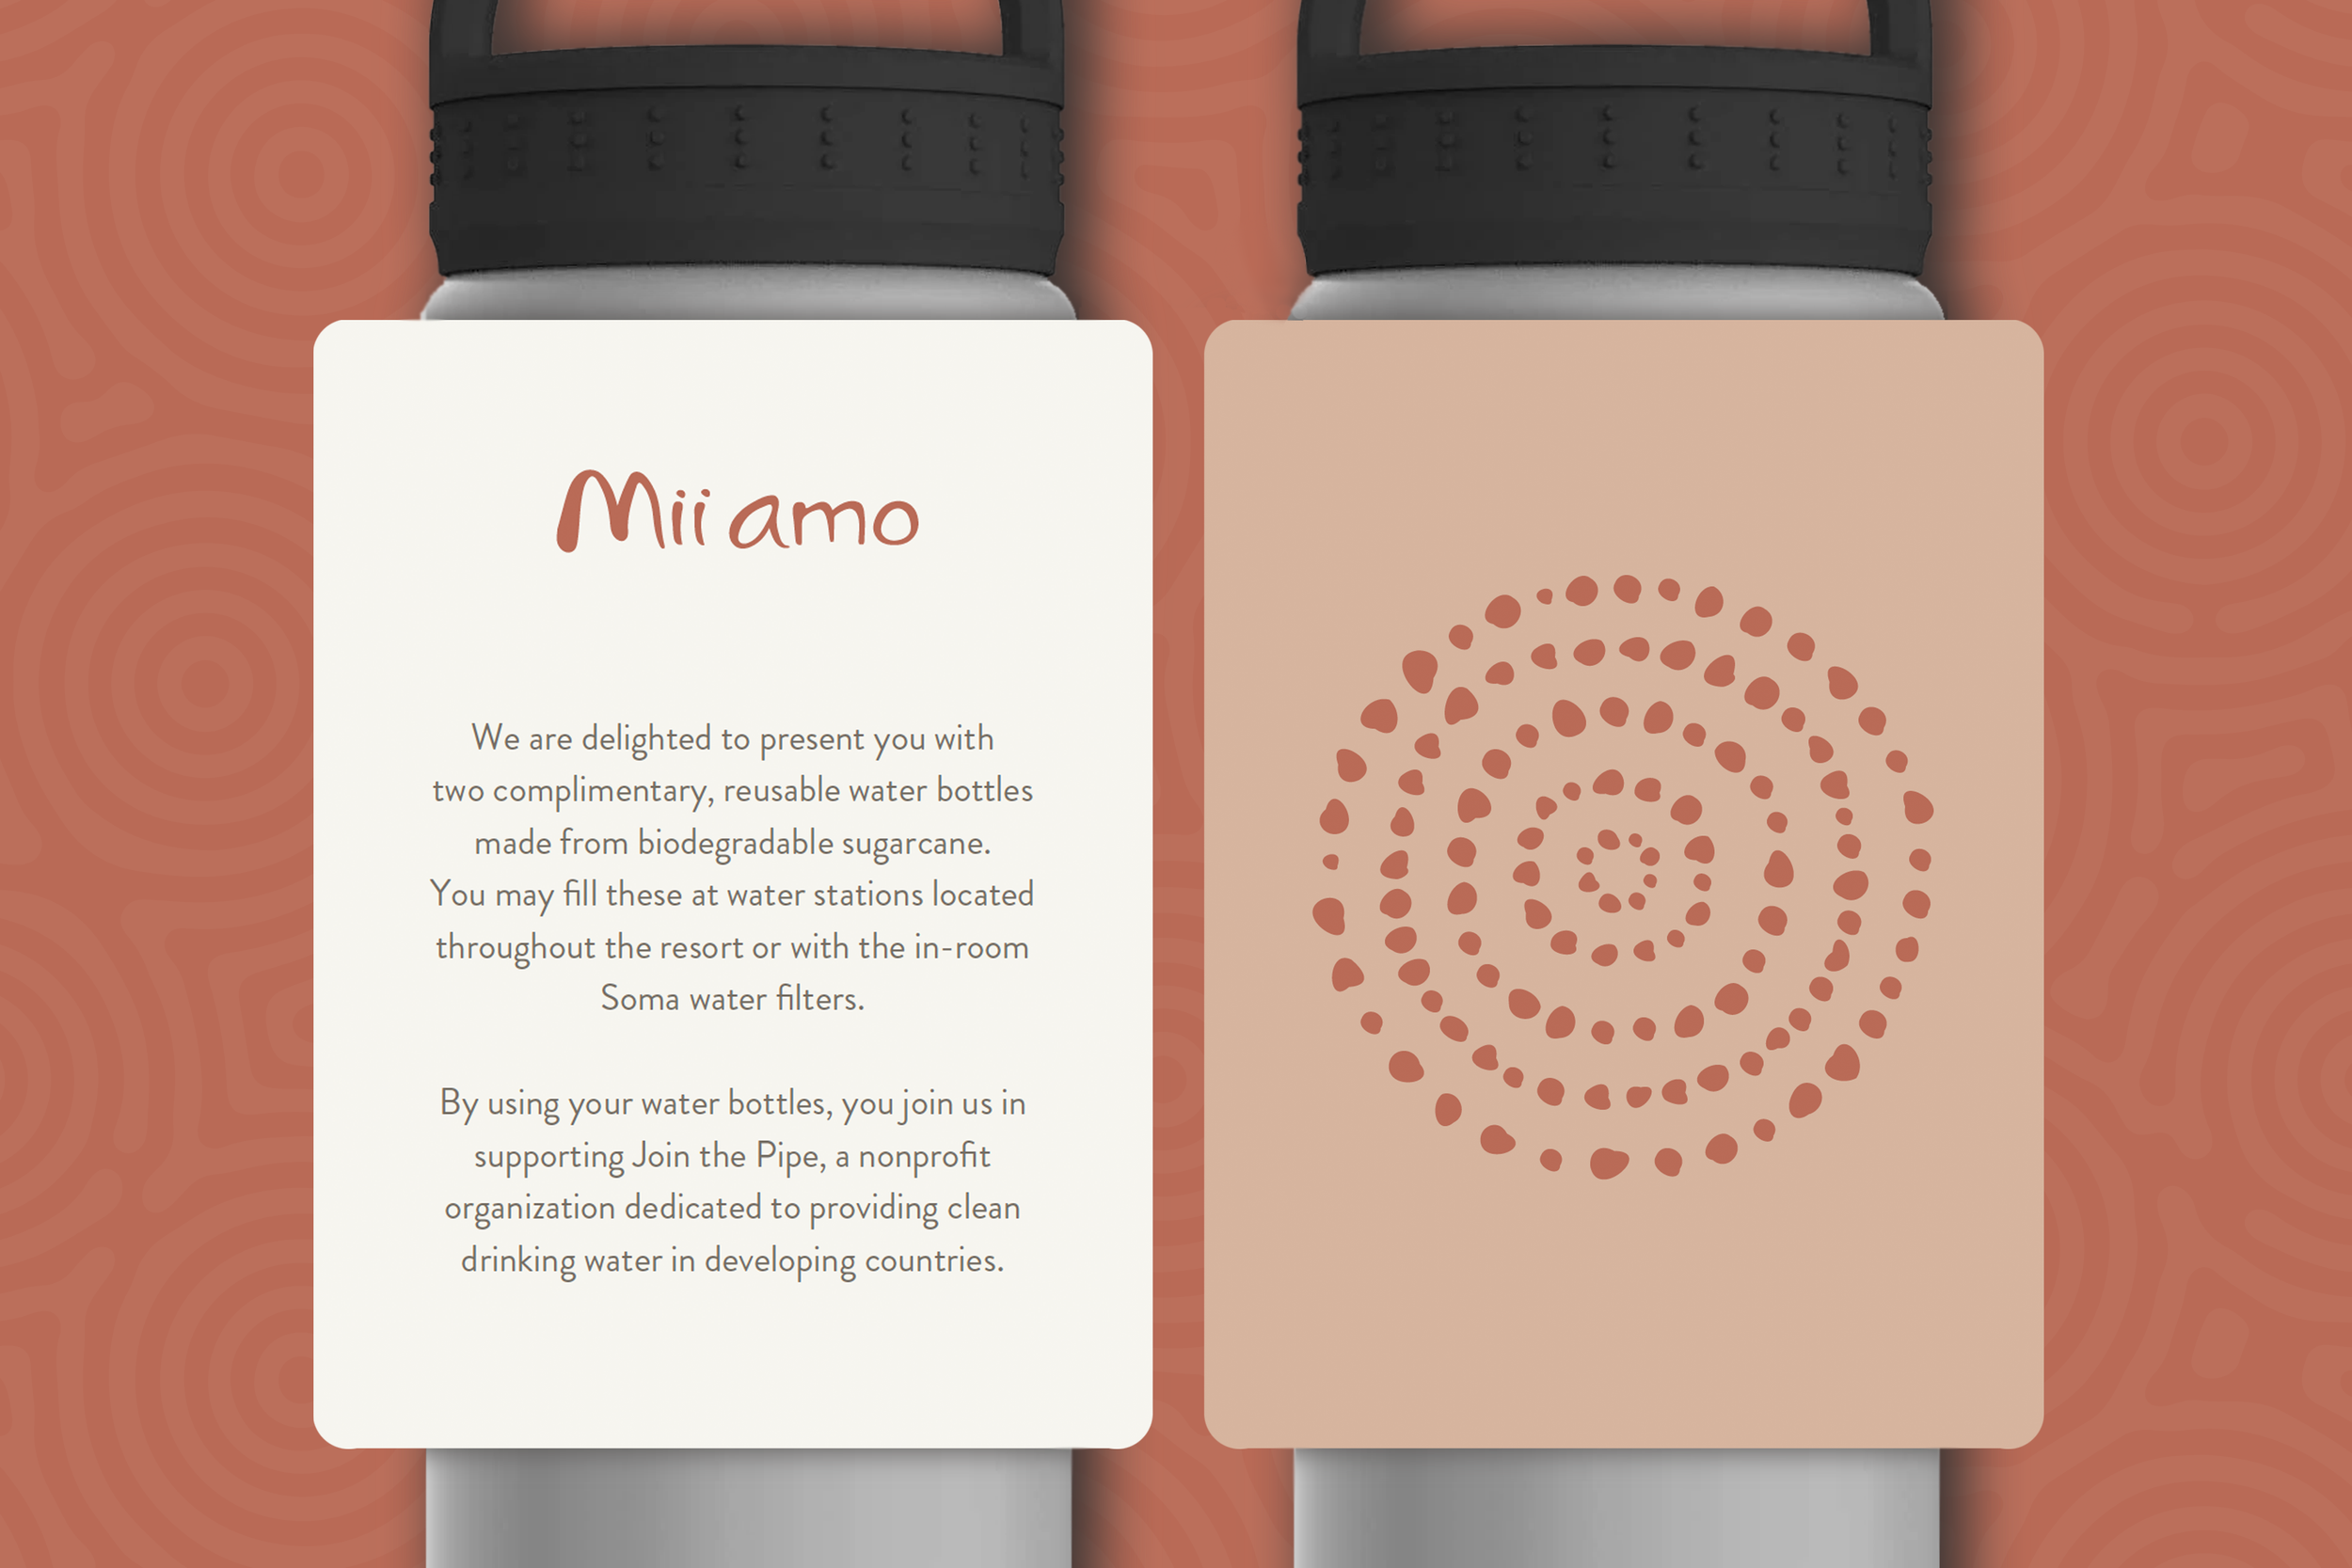 Mii amo
We are delighted to present you with
two complimentary, reusable water bottles
made from biodegradable sugarcane.
You may fill these at water stations located
throughout the resort or with the in-room
Soma water filters.
By using your water bottles, you join us in
supporting Join the Pipe, a nonprofit
organization dedicated to providing clean
drinking water in developing countries.